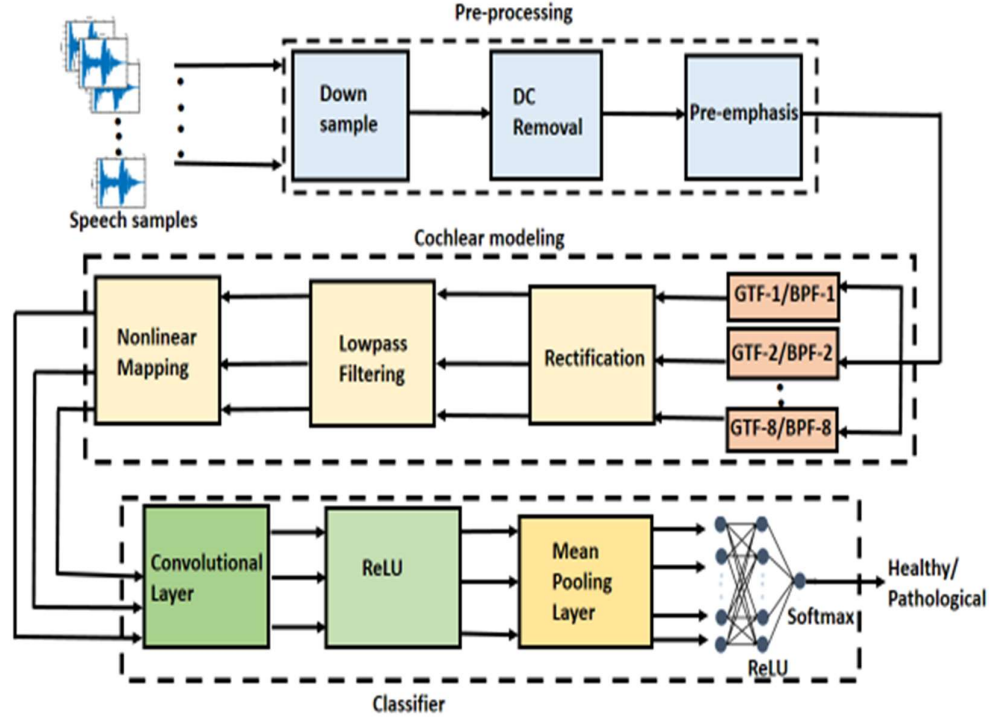 Pre-processing
Down
sample
DC
Removal
Pre-emphasis
Speech samples
Cochlear modeling
Nonlinear
Mapping
Lowpass
Filtering
Rectification
GTF-1/BPF-1
GTF-2/BPF-2
GTF-8/BPF-8
Convolutional
Layer
ReLU
Mean
Pooling
Layer
Softmax
ReLU
Healthy/
Pathological
Classifier